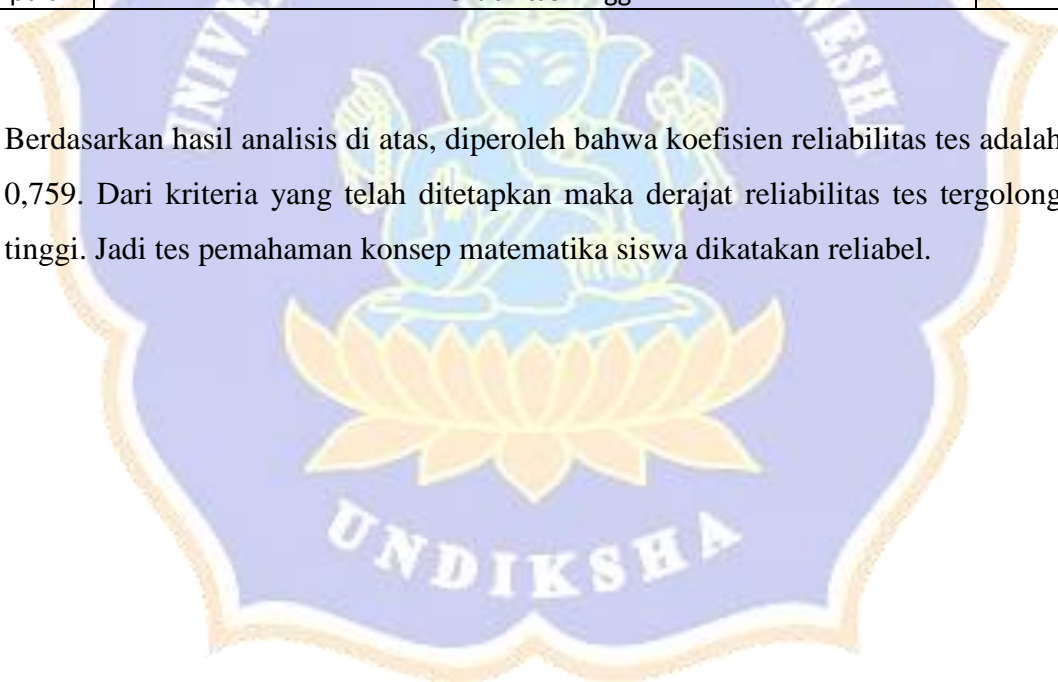 Berdasarkan hasil analisis di atas, diperoleh bahwa koefisien reliabilitas tes adalah
0,759. Dari kriteria yang telah ditetapkan maka derajat reliabilitas tes tergolong
tinggi. Jadi tes pemahaman konsep matematika siswa dikatakan reliabel.
UNDIKSHA